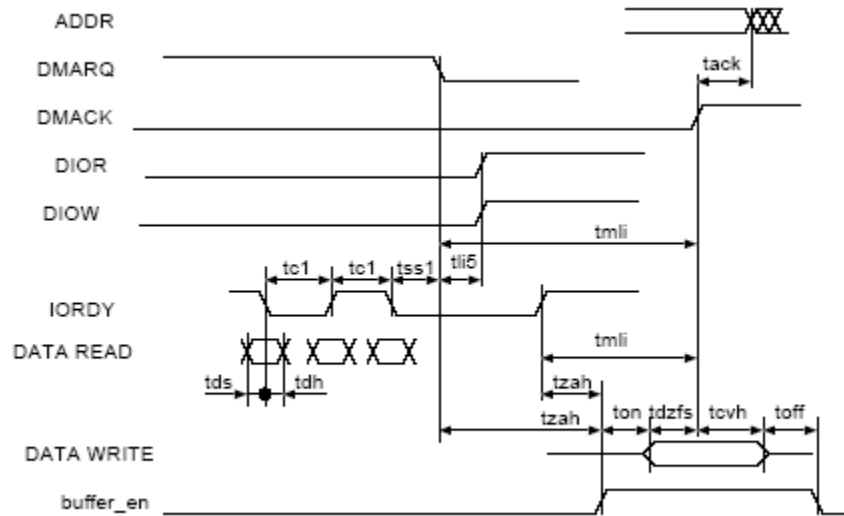 ADDR
DMARQ
tack
DMACK
DIOR
DIOW
tmli
tc1 tc1 tss1 tli5
IORDY
DATA READ
tmli
tds tdh
tzah
tzah ton tdzfs tcvh toff
DATA WRITE
buffer_en